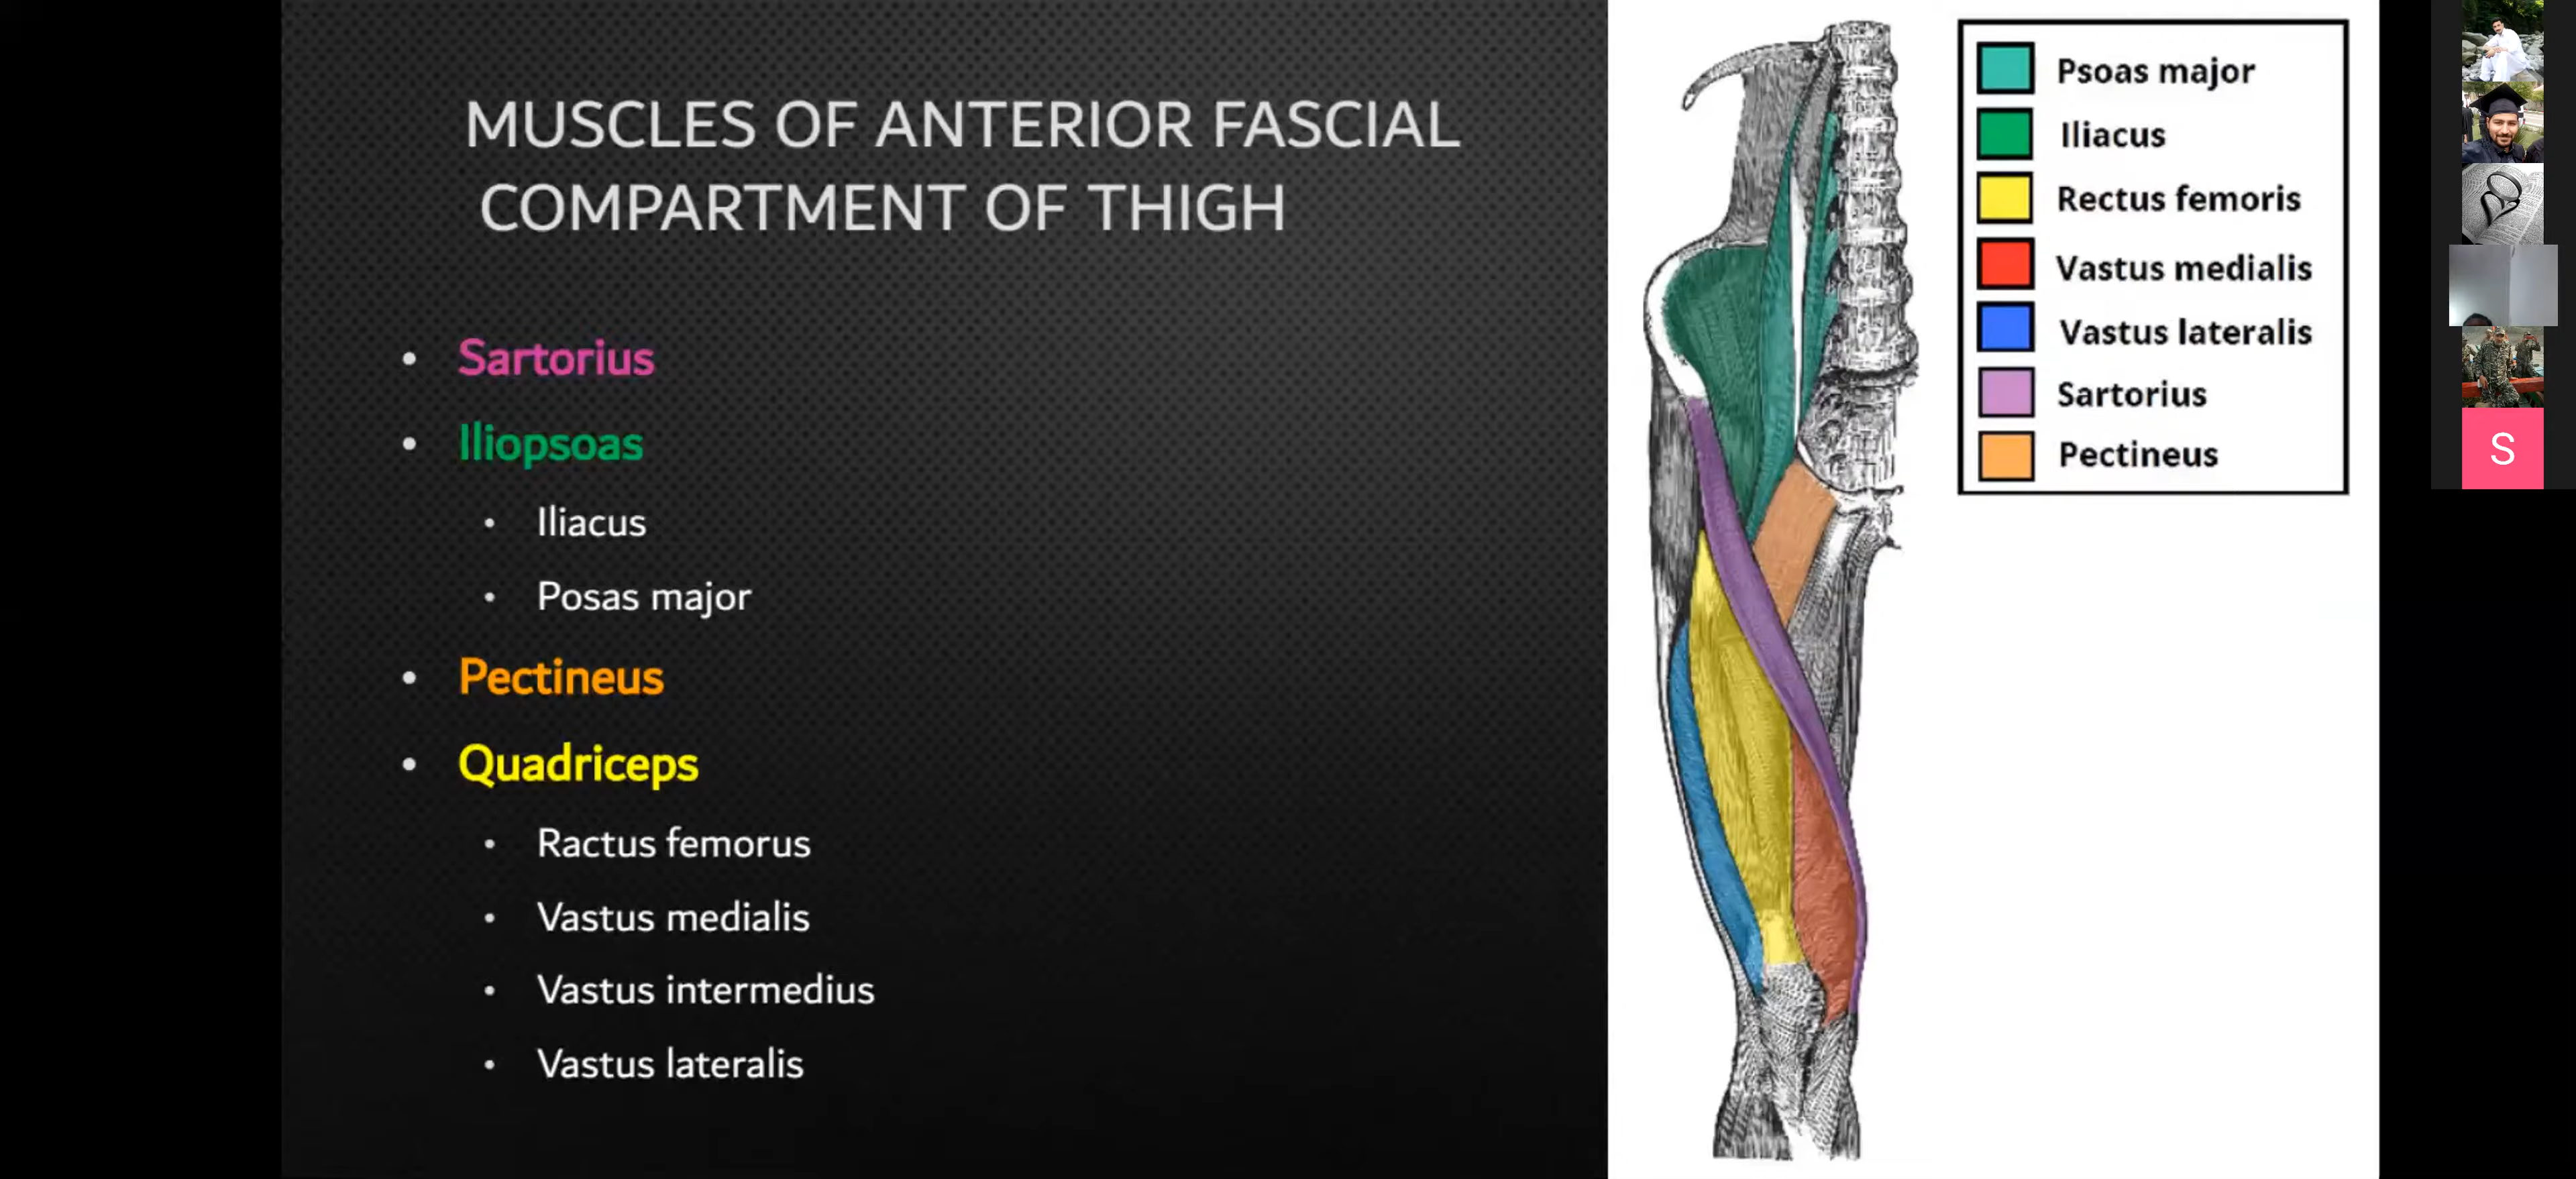 MUSCLES OF ANTERIOR FASCIAL
COMPARTMENT OF THIGH
Sartorius
Iliopsoas
Iliacus
Posas major
Pectineus
Quadriceps
Ractus femorus
Vastus medialis
Vastus intermedius
Vastus lateralis
Psoas major
Iliacus
Rectus femoris
Vastus medialis
Vastus lateralis
Sartorius
Pectineus
S